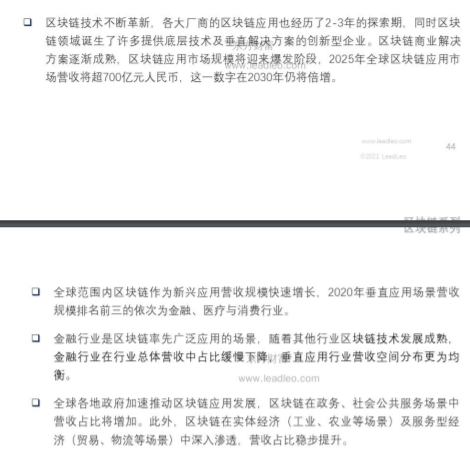 区块链技术不断革新，各大厂商的区块链应用也经历了2-3年的探索期，同时区块
链领域诞生了许多提供底层技术及垂直解决方案的创新型企业。区块链商业解决
方案逐渐成熟，区块链应用市场规模将迎来爆发阶段，2025年全球区块链应用市
场营收将超700亿元人民币，这一数字在2030年仍将倍增。
www.leadleo.com
www.leadleo.com
©2021 LeadLeo
44
区块链系列
全球范围内区块链作为新兴应用营收规模快速增长，2020年垂直应用场景营收
规模排名前三的依次为金融、医疗与消费行业。
金融行业是区块链率先广泛应用的场景，随着其他行业区块链技术发展成熟，
金融行业在行业总体营收中占比缓慢下降，垂直应用行业营收空间分布更为均
衡。
www.leadleo.com
全球各地政府加速推动区块链应用发展，区块链在政务、社会公共服务场景中
营收占比将增加。此外，区块链在实体经济（工业、农业等场景）及服务型经
济（贸易、物流等场景）中深入渗透，营收占比稳步提升。